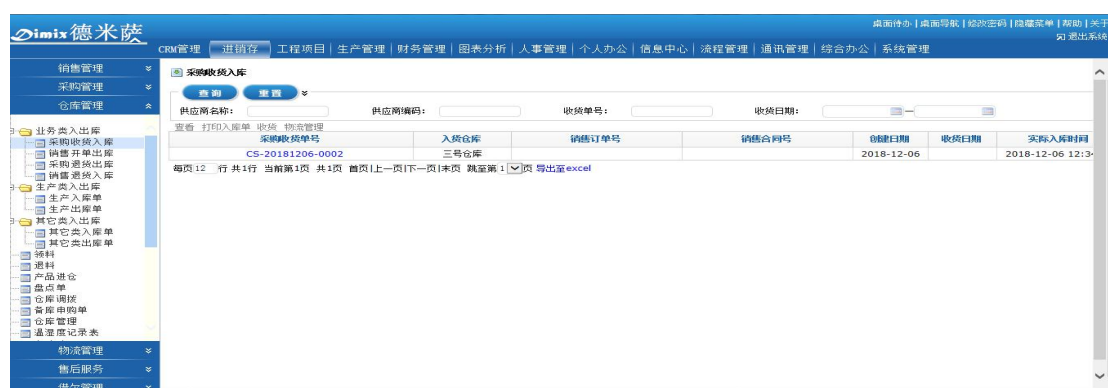 Dimix德米萨
桌面待办 | 桌面导航 | 修改密码 | 隐藏菜单 | 帮助 | 关于
退出系统
CRM管理 | 进销存 | 工程项目 | 生产管理 | 财务管理 | 图表分析 | 人事管理 | 个人办公 | 信息中心 | 流程管理 | 通讯管理 | 综合办公 | 系统管理
销售管理
采购管理
仓库管理
业务类入出库
采购收货入库
销售开单出库
采购退货出库
销售退货入库
生产类入出库
生产入库单
生产出库单
其它类入出库
其它类入库单
其它类出库单
领料
退料
产品进仓
盘点单
仓库调拨
备库申购单
仓库管理
温湿度记录表
物流管理
售后服务
借欠管理
采购收货入库
查询 重置
供应商名称: 供应商编码: 收货单号: 收货日期: —
查看 打印入库单 收货 物流管理
采购收货单号 入货仓库 销售订单号 销售合同号 创建日期 收货日期 实际入库时间
CS-20181206-0002 三号仓库 2018-12-06 2018-12-06 12:3
每页12 行 共1行 当前第1页 共1页 首页|上一页|下一页|末页 跳至第 1 页 导出至excel